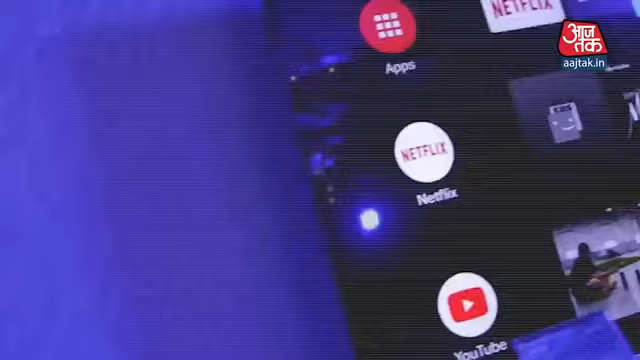 NETFLIX
आज
तक
aajtak.in
Apps
NETFLIX
Netflix
YouTube